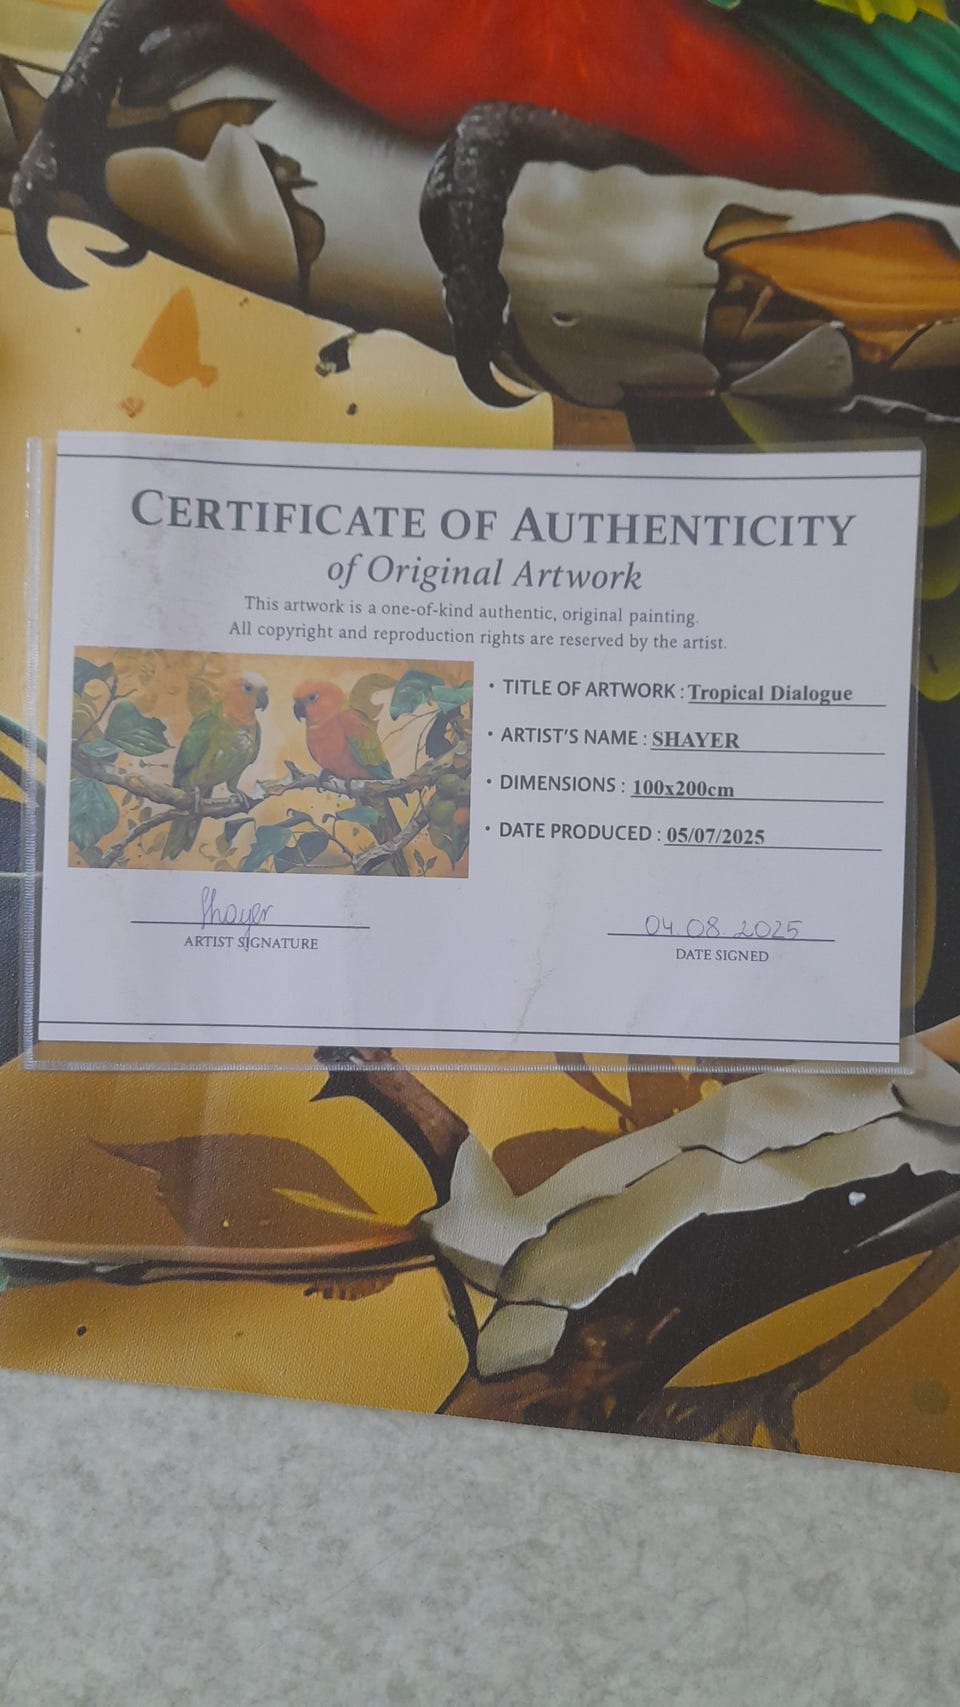 CERTIFICATE OF AUTHENTICITY
of Original Artwork
This artwork is a one-of-kind authentic, original painting.
All copyright and reproduction rights are reserved by the artist.
• TITLE OF ARTWORK : Tropical Dialogue
• ARTIST'S NAME : SHAYER
• DIMENSIONS : 100x200cm
• DATE PRODUCED : 05/07/2025
Shayer
ARTIST SIGNATURE
04.08.2025
DATE SIGNED